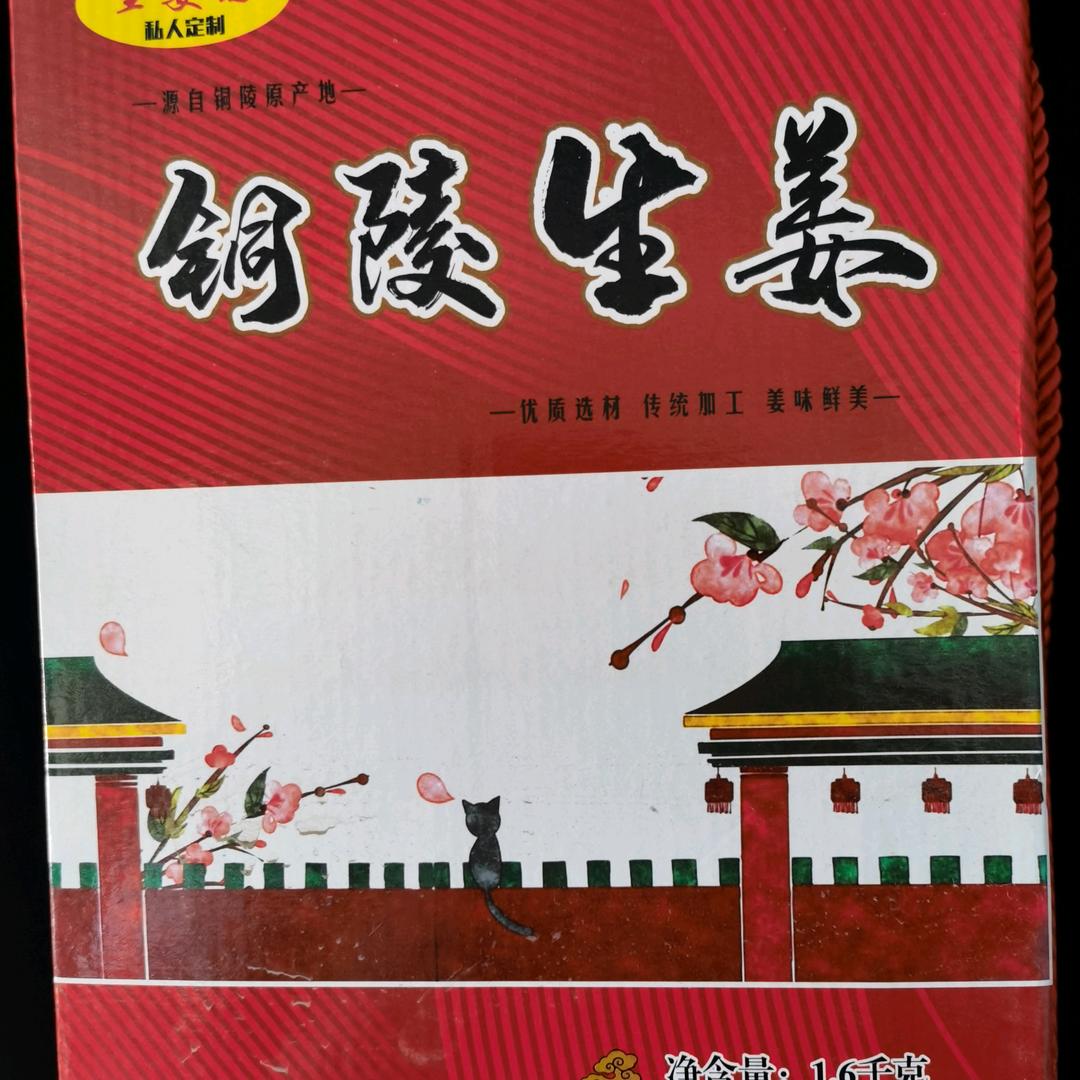 私人定制
—源自铜陵原产地—
铜陵生姜
—优质选材 传统加工 姜味鲜美—
净含量：1.6千克